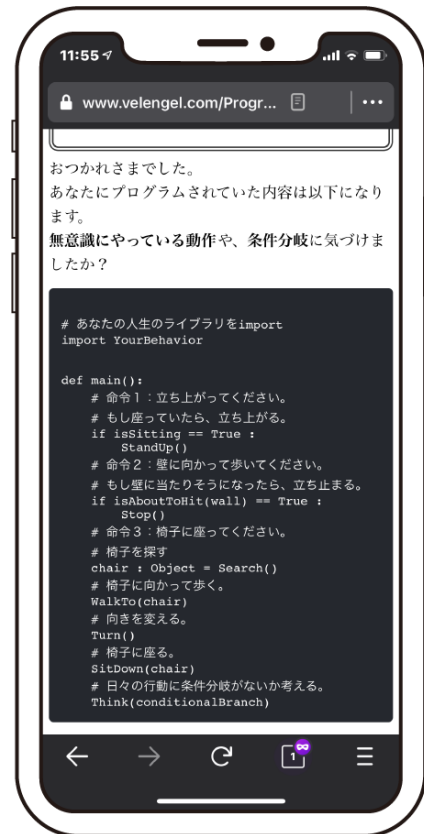 11:55
www.velengel.com/Progr...
おつかれさまでした。
あなたにプログラムされていた内容は以下になり
ます。
無意識にやっている動作や、条件分岐に気づけま
したか？
# あなたの人生のライブラリをimport
import YourBehavior
def main():
# 命令１：立ち上がってください。
# もし座っていたら、立ち上がる。
if isSitting == True :
StandUp()
# 命令２：壁に向かって歩いてください。
# もし壁に当たりそうになったら、立ち止まる。
if isAboutToHit(wall) == True :
Stop()
# 命令３：椅子に座ってください。
# 椅子を探す
chair : Object = Search()
# 椅子に向かって歩く。
WalkTo(chair)
# 向きを変える。
Turn()
# 椅子に座る。
SitDown(chair)
# 日々の行動に条件分岐がないか考える。
Think(conditionalBranch)
1